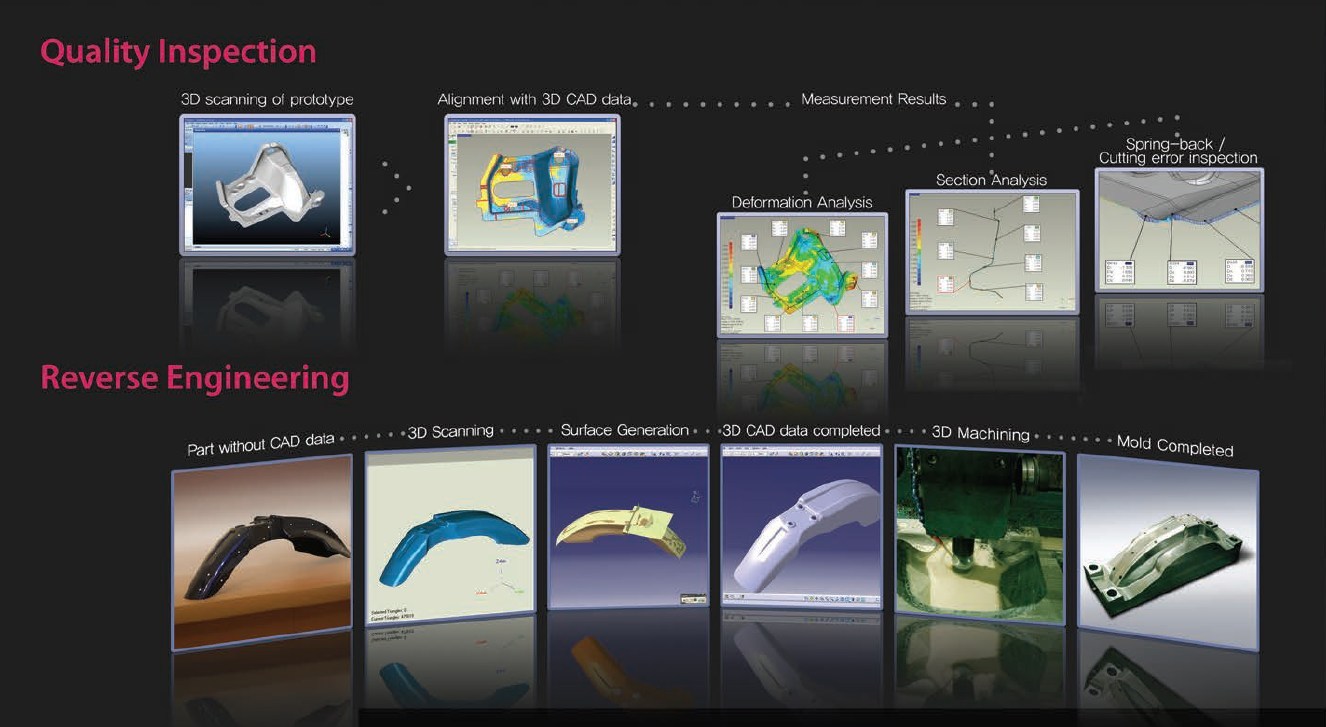 Quality Inspection
3D scanning of prototype
Alignment with 3D CAD data
Measurement Results
Deformation Analysis
Section Analysis
Spring-back /
Cutting error inspection
Reverse Engineering
Part without CAD data
3D Scanning
Surface Generation
3D CAD data completed
3D Machining
Mold Completed